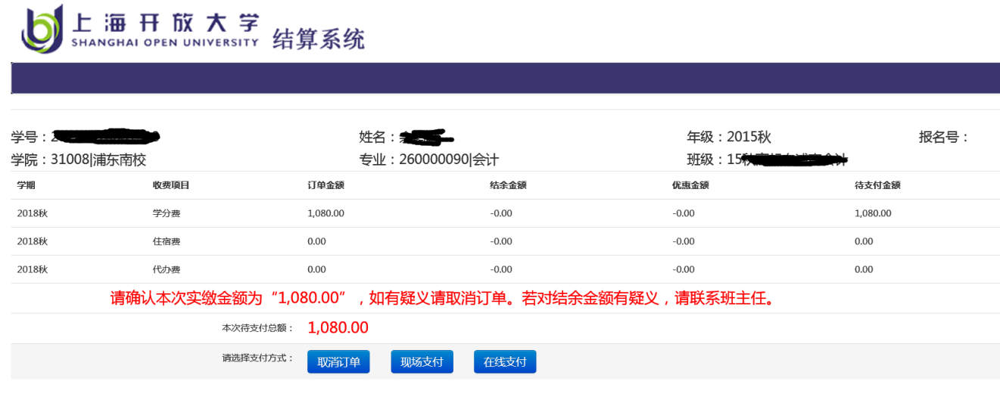 上海开放大学
SHANGHAI OPEN UNIVERSITY 结算系统
学号： 姓名： 年级：2015秋 报名号：
学院：31008|浦东南校 专业：260000090|会计 班级：15
学期 收费项目 订单金额 结余金额 优惠金额 待支付金额
2018秋 学分费 1,080.00 -0.00 -0.00 1,080.00
2018秋 住宿费 0.00 -0.00 -0.00 0.00
2018秋 代办费 0.00 -0.00 -0.00 0.00
请确认本次实缴金额为“1,080.00”，如有疑义请取消订单。若对结余金额有疑义，请联系班主任。
本次待支付总额： 1,080.00
请选择支付方式： 取消订单 现场支付 在线支付